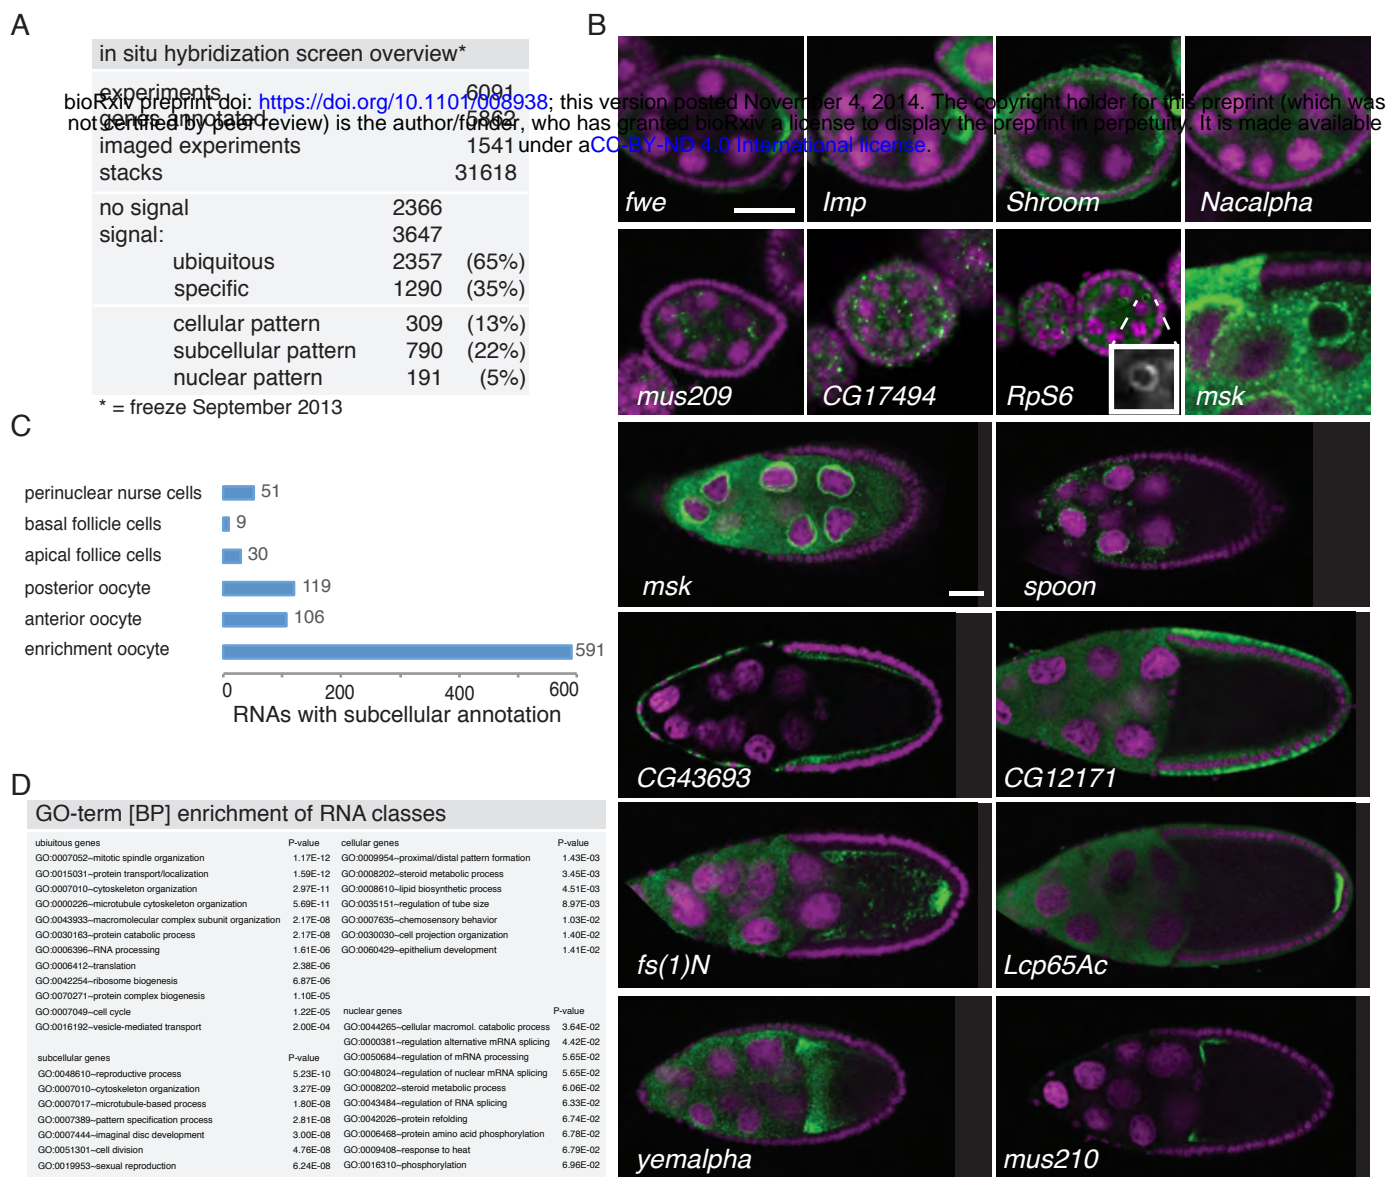 A
B
in situ hybridization screen overview*
experiments 6091
bioRxiv preprint doi: https://doi.org/10.1101/008938; this version posted November 4, 2014. The copyright holder for this preprint (which was
genes annotated 5862
not certified by peer review) is the author/funder, who has granted bioRxiv a license to display the preprint in perpetuity. It is made available
imaged experiments 1541
under aCC-BY-ND 4.0 International license.
stacks 31618
no signal 2366
signal: 3647
ubiquitous 2357 (65%)
specific 1290 (35%)
cellular pattern 309 (13%)
subcellular pattern 790 (22%)
nuclear pattern 191 (5%)
* = freeze September 2013
fwe
Imp
Shroom
Nacalpha
mus209
CG17494
RpS6
msk
msk
spoon
CG43693
CG12171
fs(1)N
Lcp65Ac
yemalpha
mus210
C
perinuclear nurse cells 51
basal follicle cells 9
apical follice cells 30
posterior oocyte 119
anterior oocyte 106
enrichment oocyte 591
0 200 400 600
RNAs with subcellular annotation
D
GO-term [BP] enrichment of RNA classes
ubiuitous genes P-value
GO:0007052~mitotic spindle organization 1.17E-12
GO:0015031~protein transport/localization 1.59E-12
GO:0007010~cytoskeleton organization 2.97E-11
GO:0000226~microtubule cytoskeleton organization 5.69E-11
GO:0043933~macromolecular complex subunit organization 2.17E-08
GO:0030163~protein catabolic process 2.17E-08
GO:0006396~RNA processing 1.61E-06
GO:0006412~translation 2.38E-06
GO:0042254~ribosome biogenesis 6.87E-06
GO:0070271~protein complex biogenesis 1.10E-05
GO:0007049~cell cycle 1.22E-05
GO:0016192~vesicle-mediated transport 2.00E-04
subcellular genes P-value
GO:0048610~reproductive process 5.23E-10
GO:0007010~cytoskeleton organization 3.27E-09
GO:0007017~microtubule-based process 1.80E-08
GO:0007389~pattern specification process 2.81E-08
GO:0007444~imaginal disc development 3.00E-08
GO:0051301~cell division 4.76E-08
GO:0019953~sexual reproduction 6.24E-08
cellular genes P-value
GO:0009954~proximal/distal pattern formation 1.43E-03
GO:0008202~steroid metabolic process 3.45E-03
GO:0008610~lipid biosynthetic process 4.51E-03
GO:0035151~regulation of tube size 8.97E-03
GO:0007635~chemosensory behavior 1.03E-02
GO:0030030~cell projection organization 1.40E-02
GO:0060429~epithelium development 1.41E-02
nuclear genes P-value
GO:0044265~cellular macromol. catabolic process 3.64E-02
GO:0000381~regulation alternative mRNA splicing 4.42E-02
GO:0050684~regulation of mRNA processing 5.65E-02
GO:0048024~regulation of nuclear mRNA splicing 5.65E-02
GO:0008202~steroid metabolic process 6.06E-02
GO:0043484~regulation of RNA splicing 6.33E-02
GO:0042026~protein refolding 6.74E-02
GO:0006468~protein amino acid phosphorylation 6.78E-02
GO:0009408~response to heat 6.79E-02
GO:0016310~phosphorylation 6.96E-02